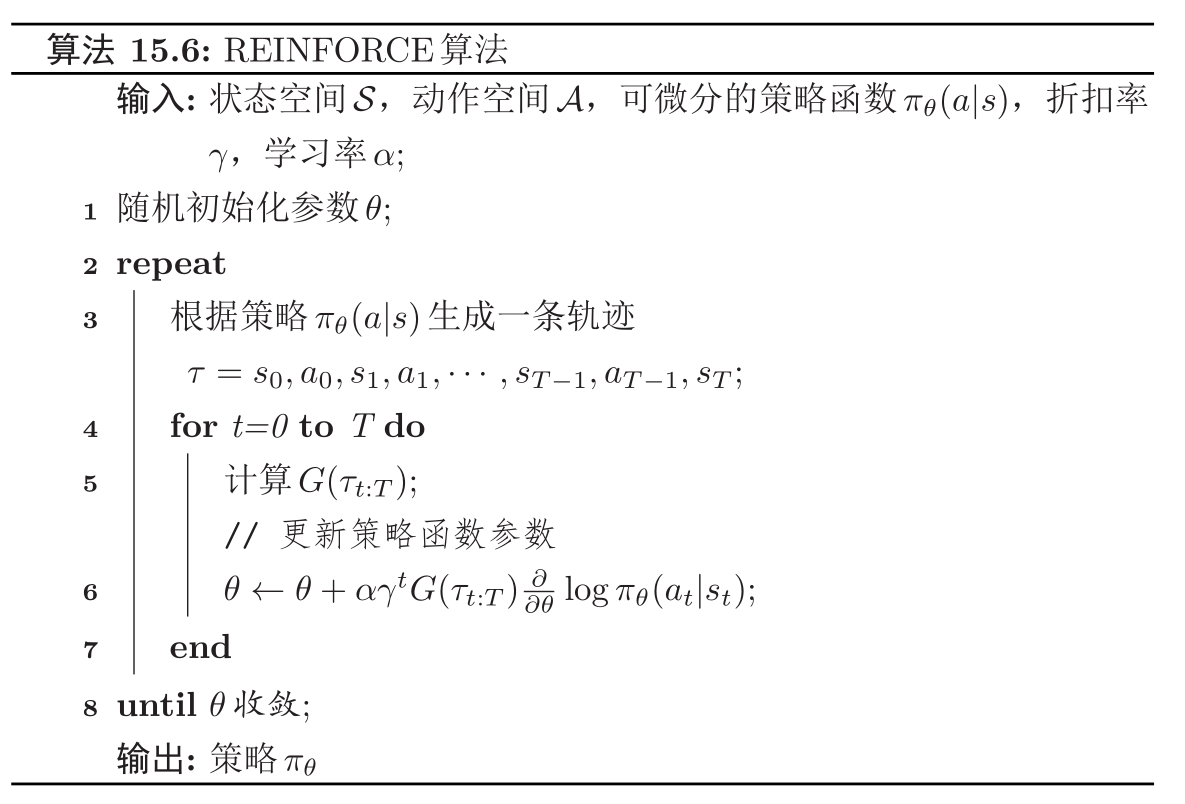 算法 15.6: REINFORCE算法
输入: 状态空间 𝒮，动作空间 𝒜，可微分的策略函数 π_θ(a|s)，折扣率
γ，学习率 α;
1 随机初始化参数 θ;
2 repeat
3 根据策略 π_θ(a|s) 生成一条轨迹
τ = s_0, a_0, s_1, a_1, ⋯ , s_{T−1}, a_{T−1}, s_T;
4 for t=0 to T do
5 计算 G(τ_{t:T});
// 更新策略函数参数
6 θ ← θ + αγ^t G(τ_{t:T}) ∂/∂θ log π_θ(a_t|s_t);
7 end
8 until θ 收敛;
输出: 策略 π_θ